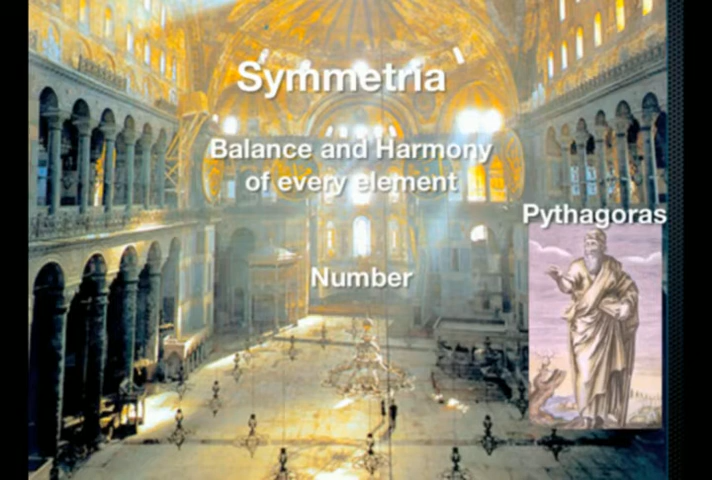 Symmetria
Balance and Harmony
of every element
Pythagoras
Number